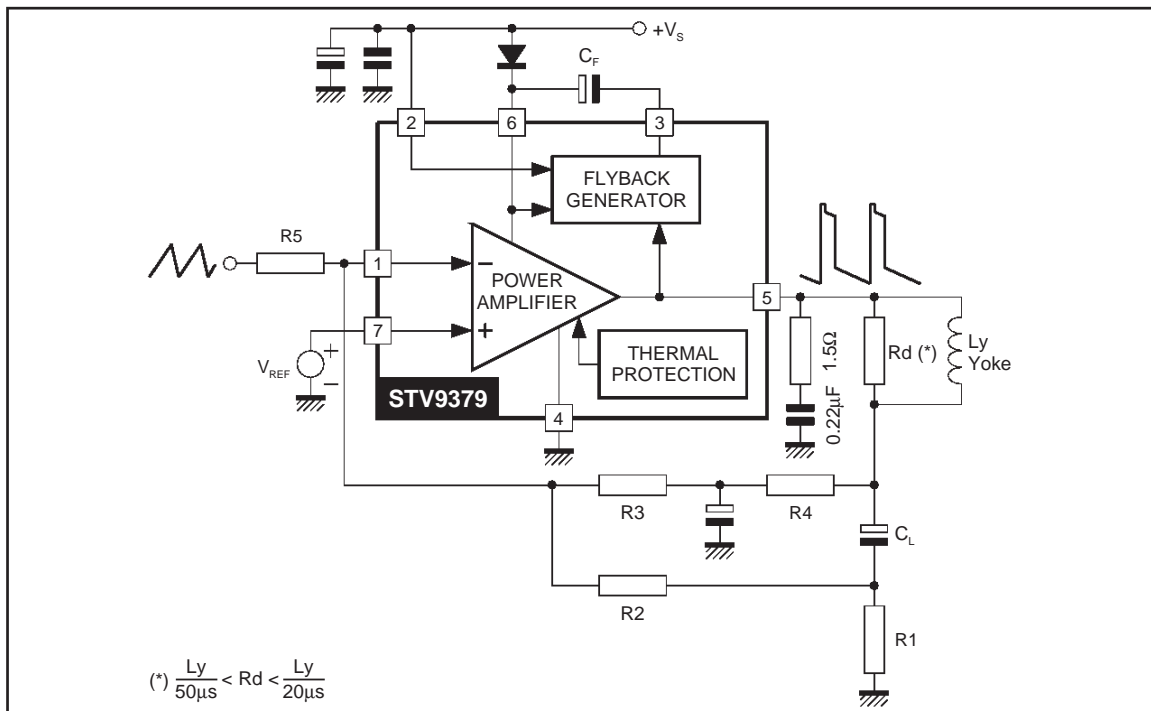 +VS
CF
2
6
3
FLYBACK
GENERATOR
R5
1
−
POWER
AMPLIFIER
5
7
+
+
VREF
−
THERMAL
PROTECTION
STV9379
4
1.5Ω
0.22µF
Rd (*)
Ly
Yoke
R3
R4
CL
R2
R1
(*) Ly/50µs < Rd < Ly/20µs